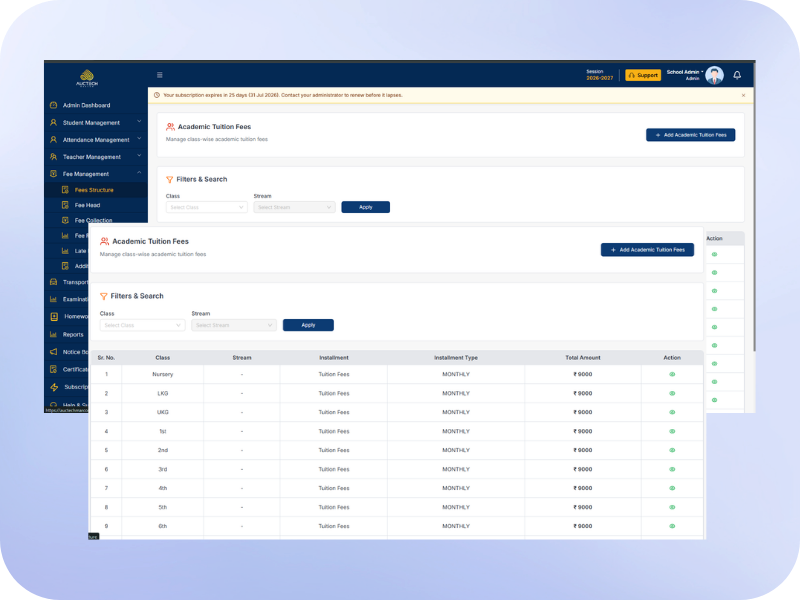 AUCTECH
Session
2026-2027
Support
School Admin
Admin
Your subscription expires in 25 days (31 Jul 2026). Contact your administrator to renew before it lapses.
Admin Dashboard
Student Management
Attendance Management
Teacher Management
Fee Management
Fees Structure
Fee Head
Fee Collection
Fee
Late
Transport
Reports
Academic Tuition Fees
Manage class-wise academic tuition fees
+ Add Academic Tuition Fees
Filters & Search
Class
Stream
Select Class
Select Stream
Apply
Action
Academic Tuition Fees
Manage class-wise academic tuition fees
+ Add Academic Tuition Fees
Filters & Search
Class
Stream
Select Class
Select Stream
Apply
Sr. No. Class Stream Installment Installment Type Total Amount Action
1 Nursery - Tuition Fees MONTHLY ₹ 9000
2 LKG - Tuition Fees MONTHLY ₹ 9000
3 UKG - Tuition Fees MONTHLY ₹ 9000
4 1st - Tuition Fees MONTHLY ₹ 9000
5 2nd - Tuition Fees MONTHLY ₹ 9000
6 3rd - Tuition Fees MONTHLY ₹ 9000
7 4th - Tuition Fees MONTHLY ₹ 9000
8 5th - Tuition Fees MONTHLY ₹ 9000
9 6th - Tuition Fees MONTHLY ₹ 9000